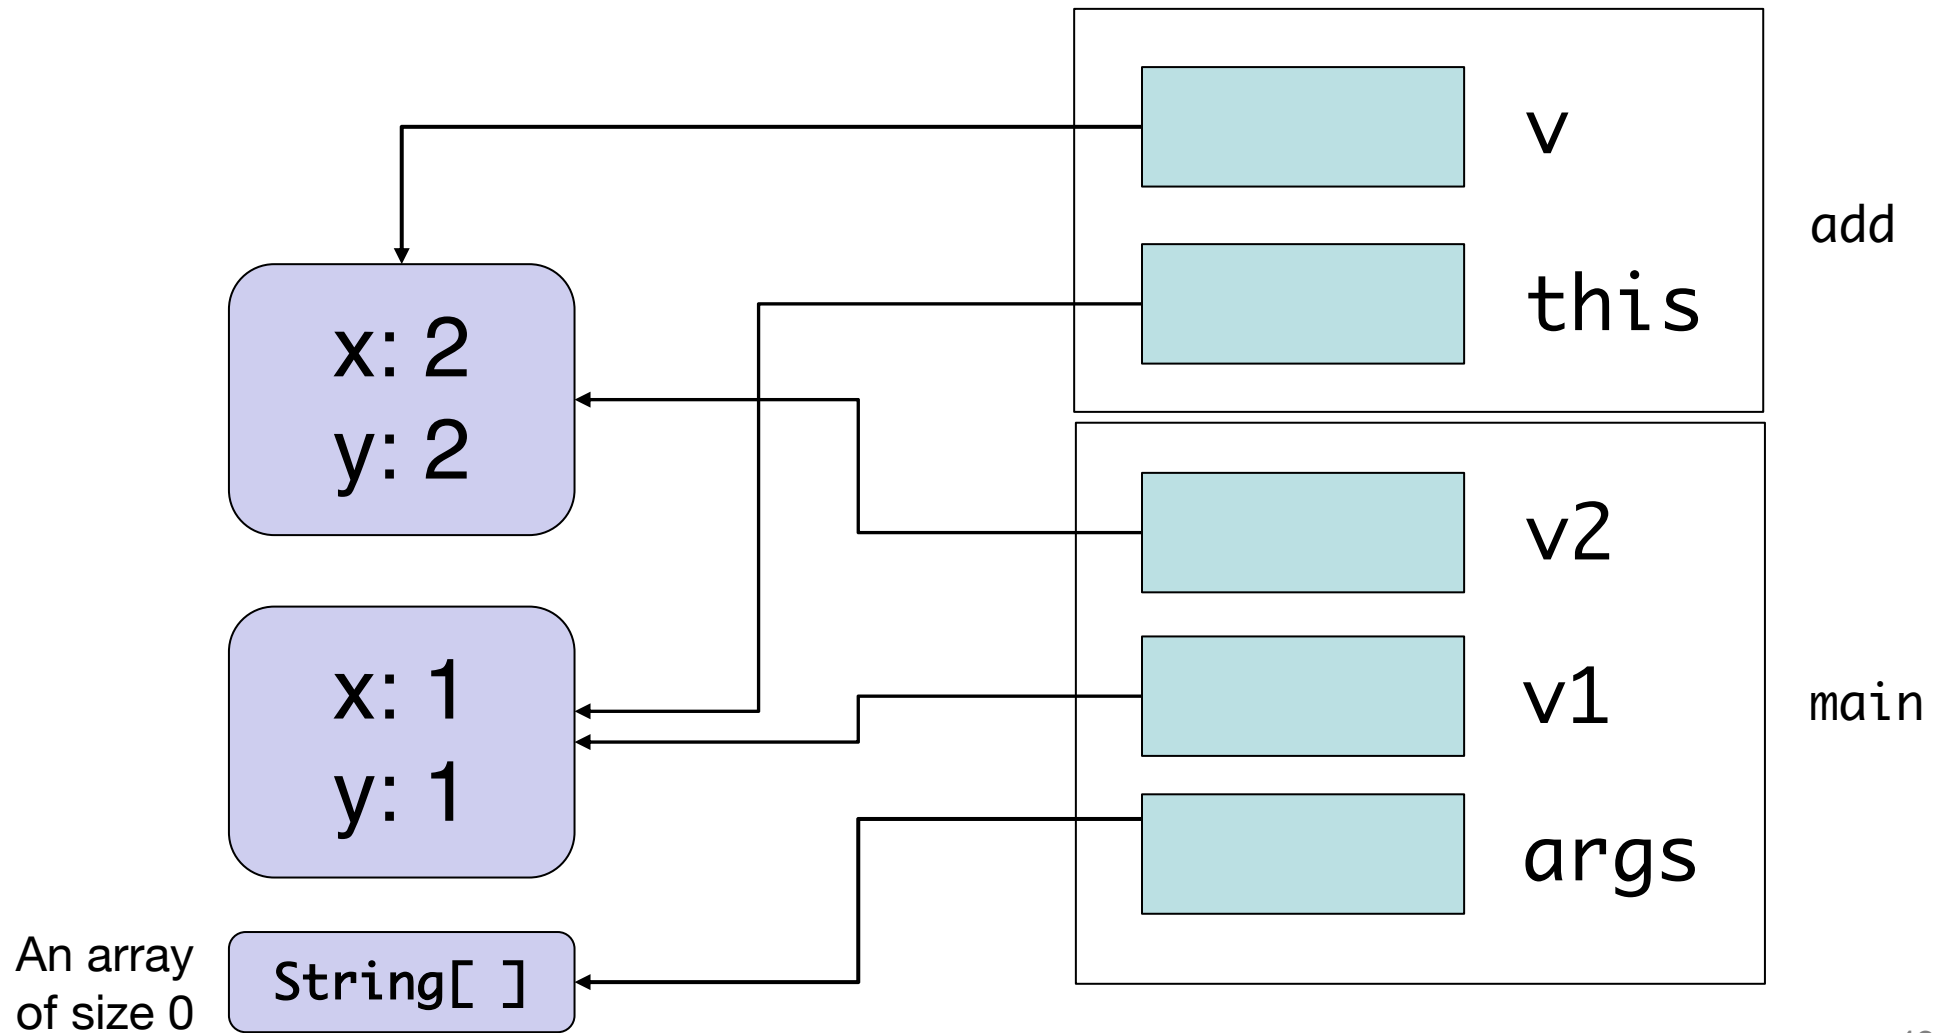 v
add
this
x: 2
y: 2
v2
x: 1
y: 1
v1
main
args
An array
of size 0
String[ ]